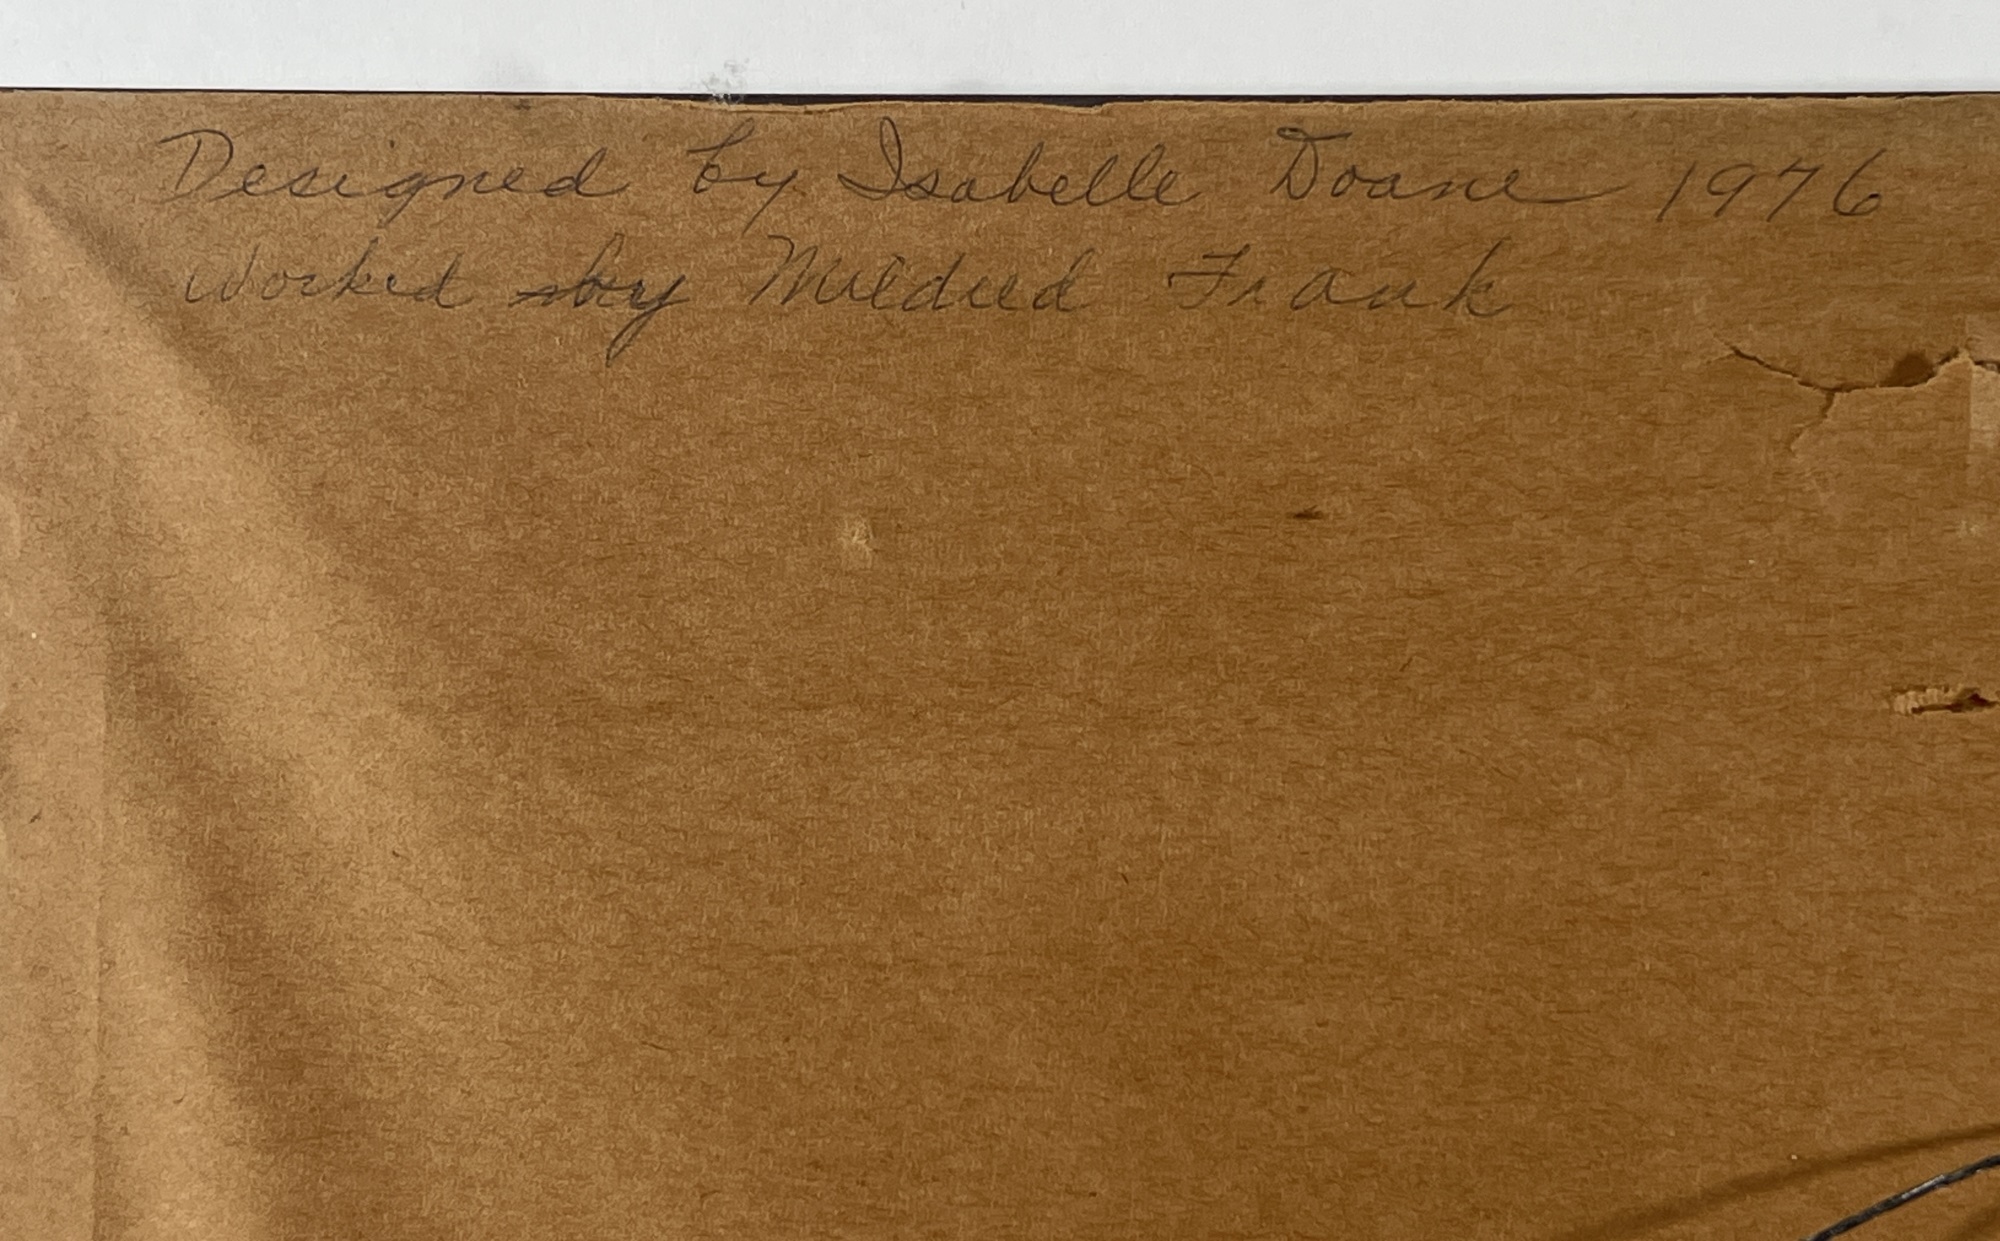 Designed by Isabelle Doane 1976
Worked by Mildred Frank